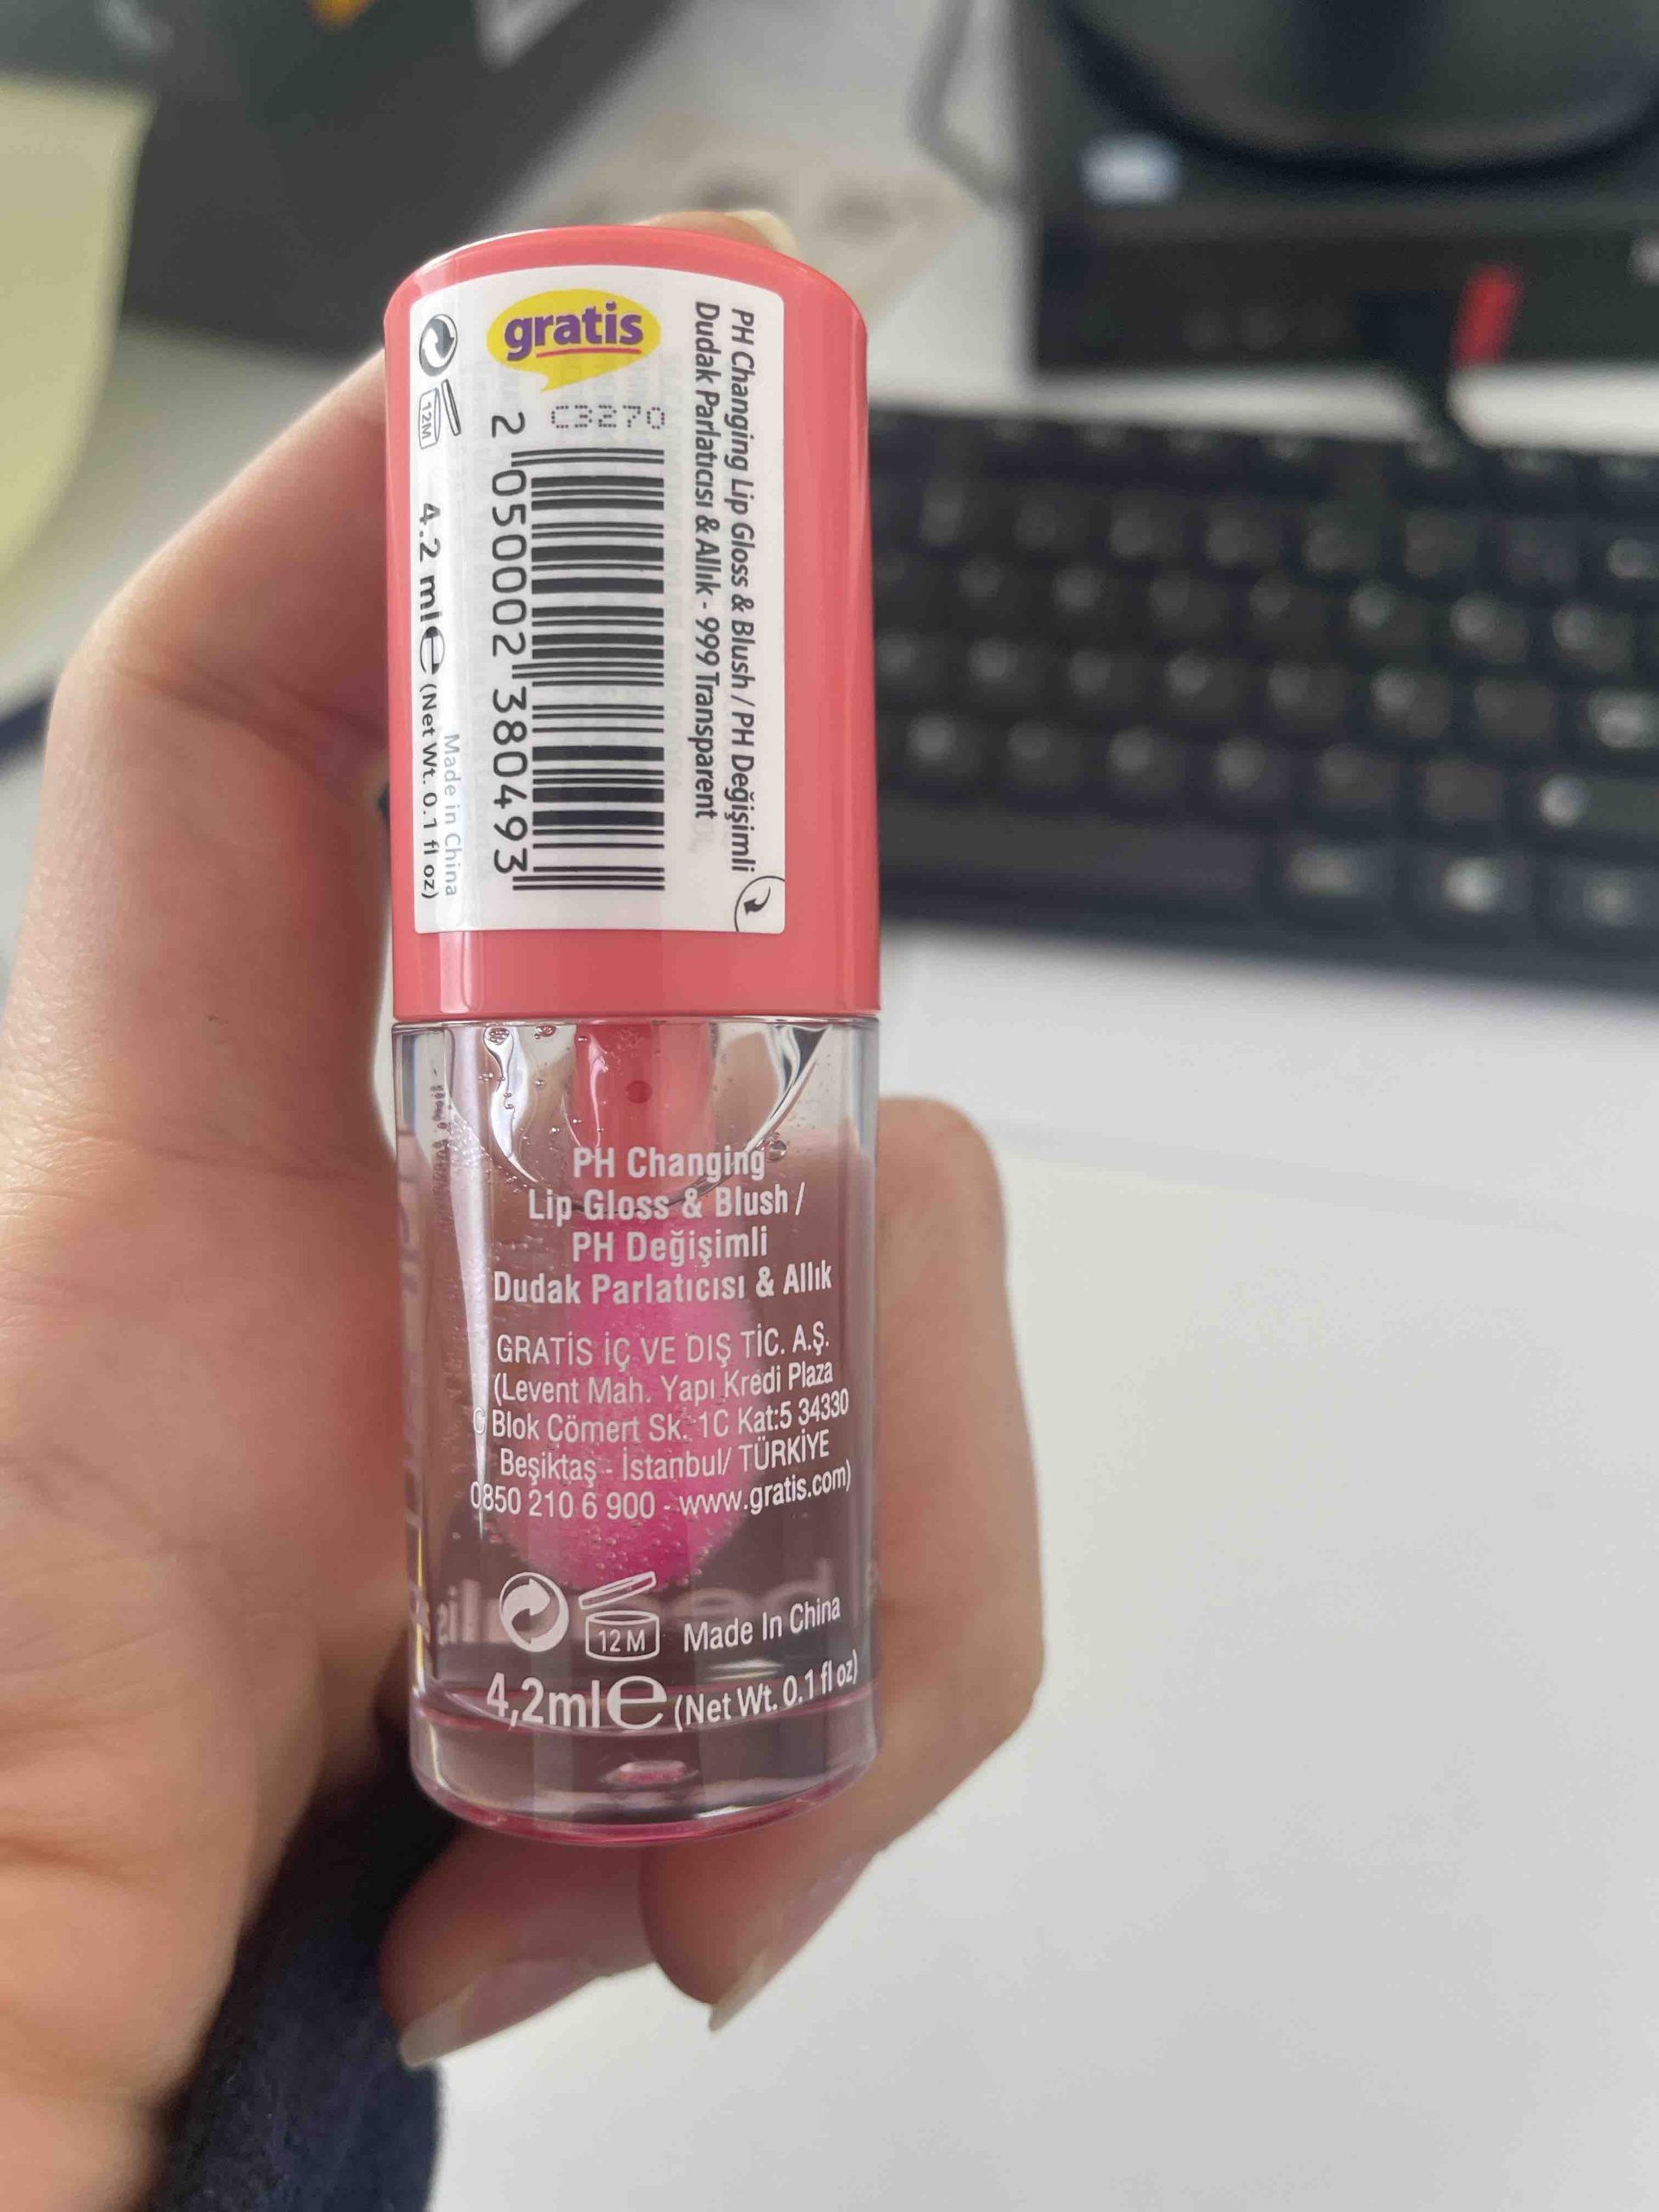 gratis
PH Changing Lip Gloss & Blush / PH Değişimli
Dudak Parlatıcısı & Allık - 999 Transparent
C3270
2 050002 380493
Made in China
12M 4.2 ml e (Net Wt. 0.1 fl oz)
PH Changing
Lip Gloss & Blush /
PH Değişimli
Dudak Parlatıcısı & Allık
GRATİS İÇ VE DIŞ TİC. A.Ş.
(Levent Mah. Yapı Kredi Plaza
C Blok Cömert Sk. 1C Kat:5 34330
Beşiktaş - İstanbul/ TÜRKİYE
0850 210 6 900 - www.gratis.com)
12 M Made In China
4,2ml e (Net Wt. 0.1 fl oz)